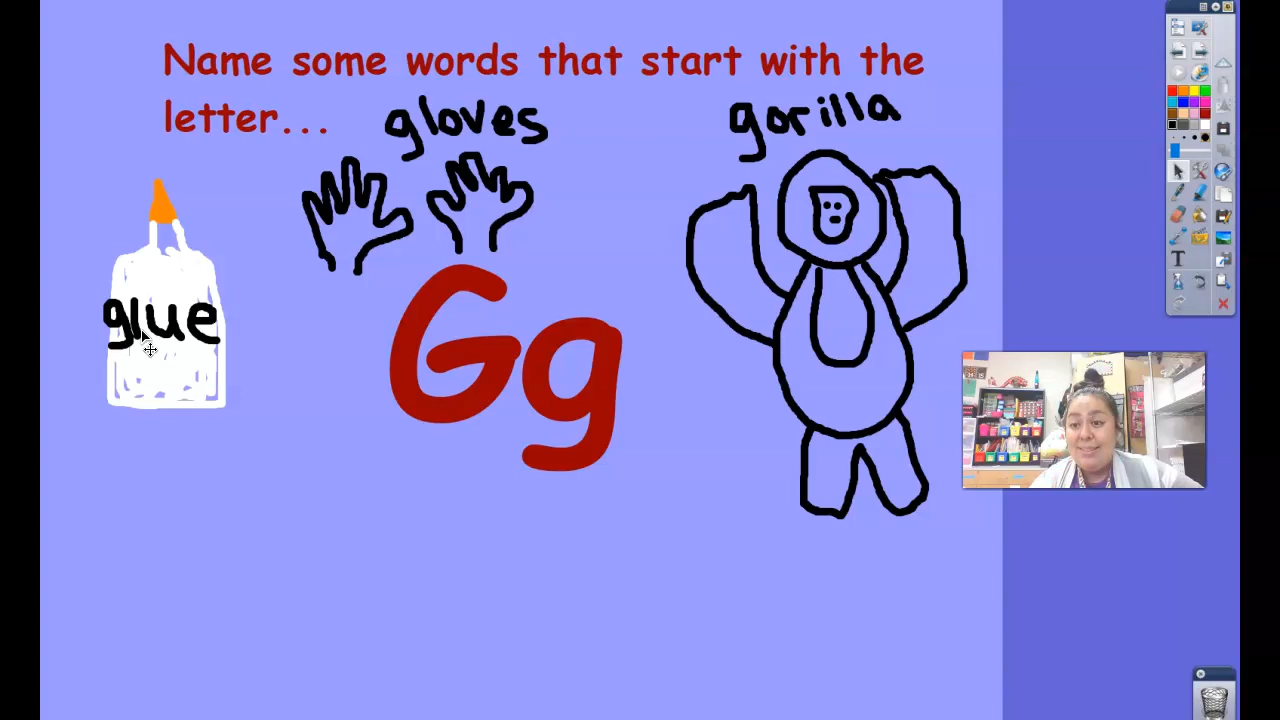 Name some words that start with the
letter...
gloves
gorilla
glue
Gg
T